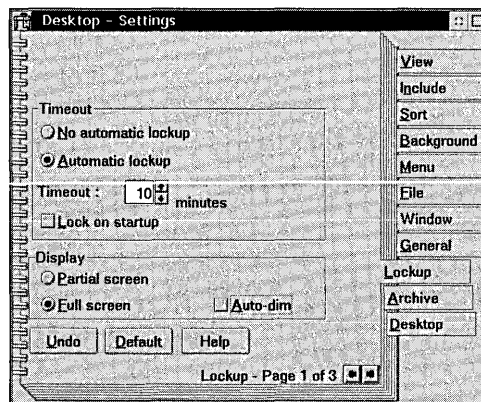 Desktop - Settings
View
Include
Sort
Background
Menu
File
Window
General
Lockup
Archive
Desktop
Timeout
No automatic lockup
Automatic lockup
Timeout : 10 minutes
Lock on startup
Display
Partial screen
Full screen Auto-dim
Undo Default Help
Lockup - Page 1 of 3